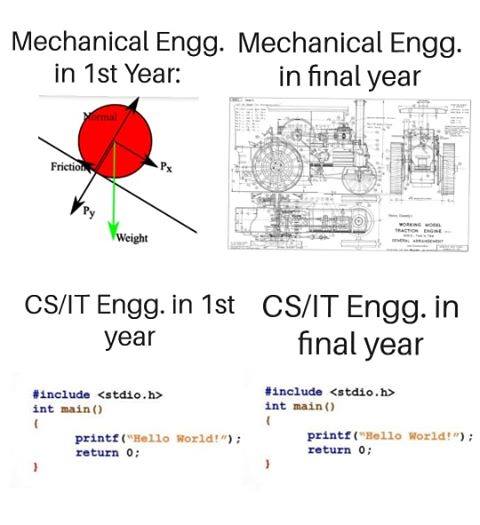 Mechanical Engg.
in 1st Year:
Mechanical Engg.
in final year
Normal
Friction
Px
Py
Weight
WORKING MODEL
TRACTION ENGINE
GENERAL ARRANGEMENT
CS/IT Engg. in 1st
year
CS/IT Engg. in
final year
#include <stdio.h>
int main()
{
printf("Hello World!");
return 0;
}
#include <stdio.h>
int main()
{
printf("Hello World!");
return 0;
}